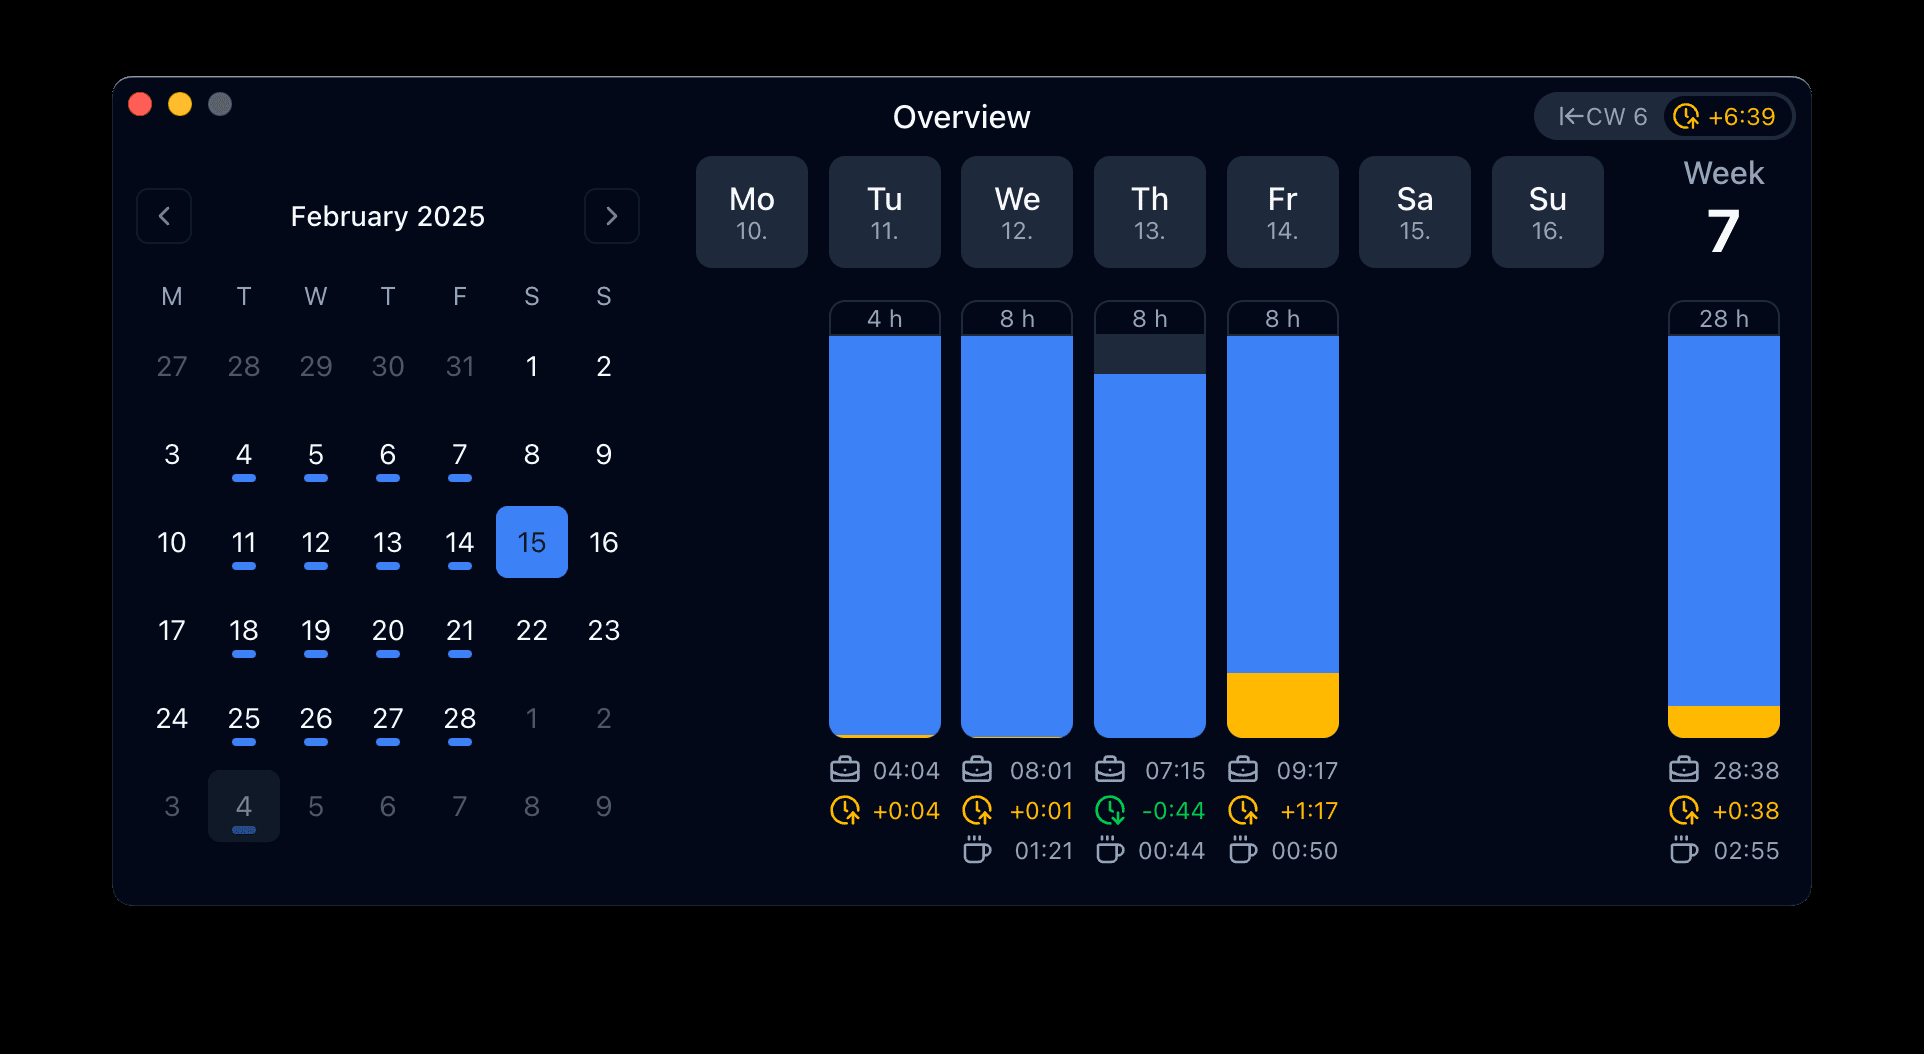 Overview
CW 6 +6:39
February 2025
M T W T F S S
27 28 29 30 31 1 2
3 4 5 6 7 8 9
10 11 12 13 14 15 16
17 18 19 20 21 22 23
24 25 26 27 28 1 2
3 4 5 6 7 8 9
Mo Tu We Th Fr Sa Su
10. 11. 12. 13. 14. 15. 16.
Week
7
4 h 8 h 8 h 8 h 28 h
04:04 08:01 07:15 09:17 28:38
+0:04 +0:01 -0:44 +1:17 +0:38
01:21 00:44 00:50 02:55